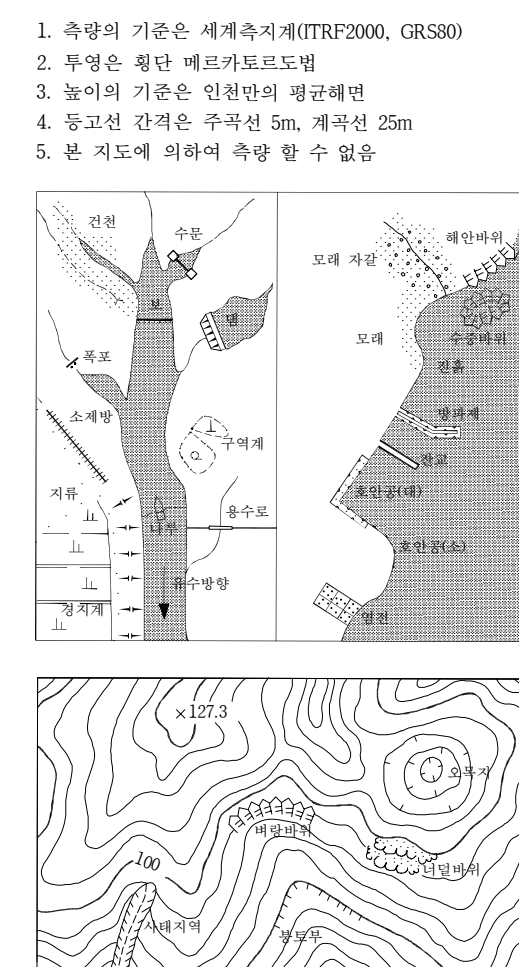 1. 측량의 기준은 세계측지계(ITRF2000, GRS80)
2. 투영은 횡단 메르카토르도법
3. 높이의 기준은 인천만의 평균해면
4. 등고선 간격은 주곡선 5m, 계곡선 25m
5. 본 지도에 의하여 측량 할 수 없음
건천
수문
보
댐
폭포
소제방
구역계
지류
용수로
나루
유수방향
경지계
해안바위
모래 자갈
수중바위
모래
진흙
방파제
잔교
호안공(대)
호안공(소)
염전
×127.3
오목지
벼랑바위
너덜바위
100
사태지역
붕토부